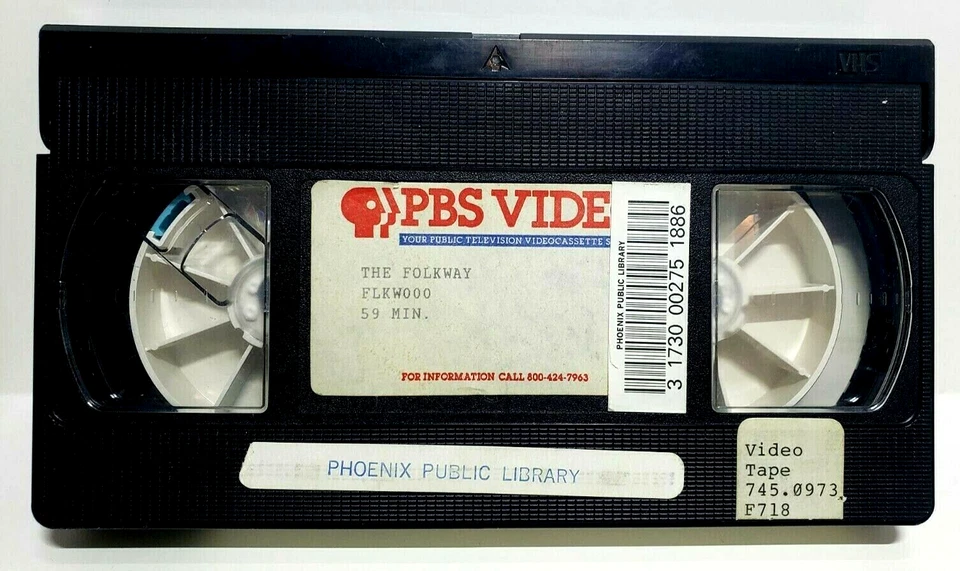 VHS
PBS VIDE
YOUR PUBLIC TELEVISION VIDEOCASSETTE S
THE FOLKWAY
FLKW000
59 MIN.
FOR INFORMATION CALL 800-424-7963
PHOENIX PUBLIC LIBRARY
3 1730 00275 1886
PHOENIX PUBLIC LIBRARY
Video
Tape
745.0973
F718